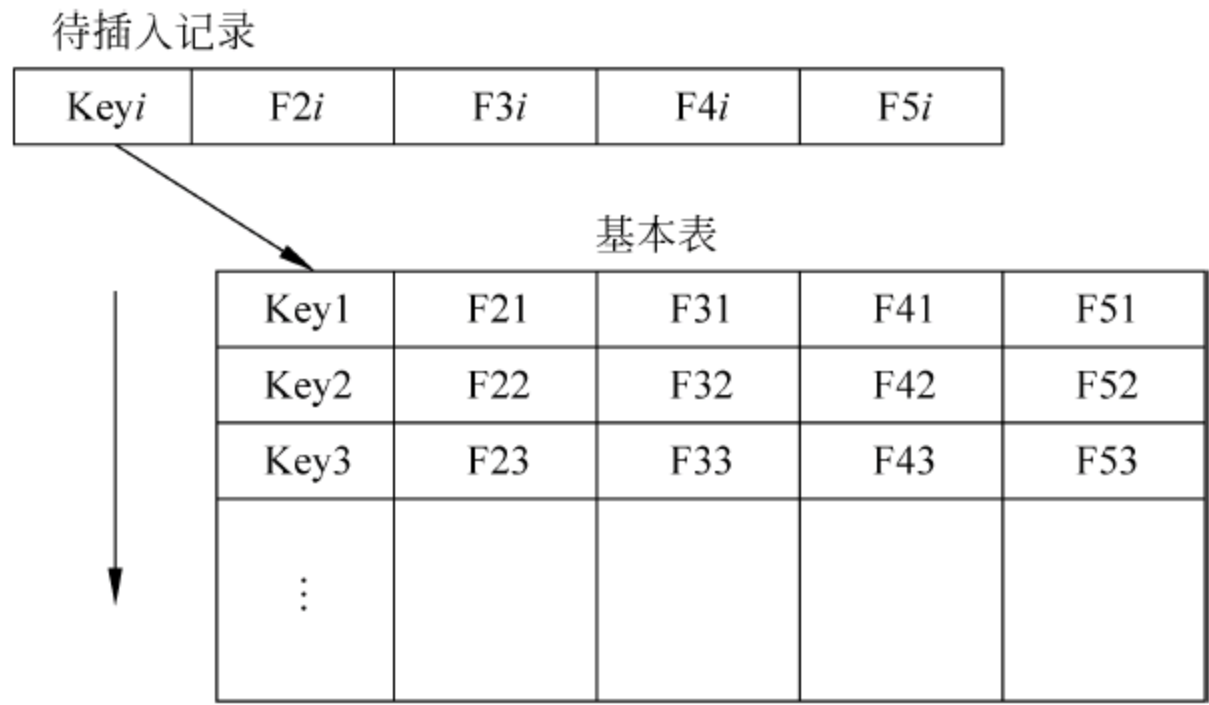 待插入记录
Keyi F2i F3i F4i F5i
基本表
Key1 F21 F31 F41 F51
Key2 F22 F32 F42 F52
Key3 F23 F33 F43 F53
⋮